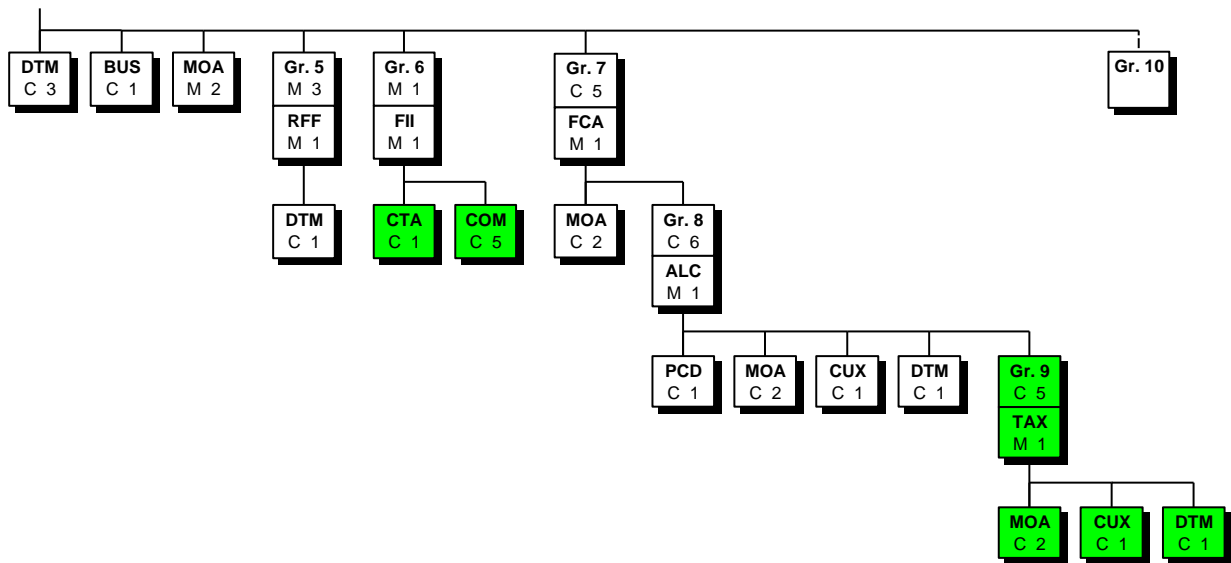 DTM
C 3
BUS
C 1
MOA
M 2
Gr. 5
M 3
RFF
M 1
Gr. 6
M 1
FII
M 1
Gr. 7
C 5
FCA
M 1
Gr. 10
DTM
C 1
CTA
C 1
COM
C 5
MOA
C 2
Gr. 8
C 6
ALC
M 1
PCD
C 1
MOA
C 2
CUX
C 1
DTM
C 1
Gr. 9
C 5
TAX
M 1
MOA
C 2
CUX
C 1
DTM
C 1